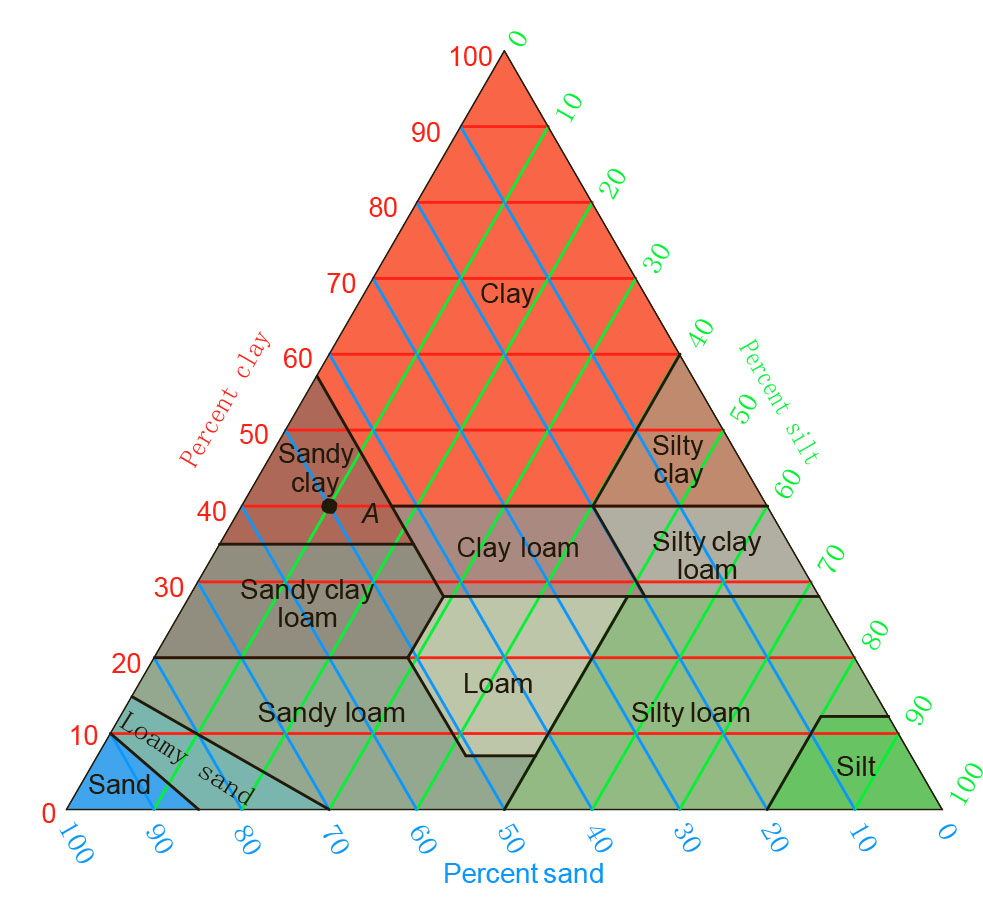 100
0
90
10
80
20
70
30
Clay
60
40
Percent clay
Percent silt
50
50
Sandy
clay
Silty
clay
40
A
60
Clay loam
Silty clay
loam
30
70
Sandy clay
loam
20
80
Loam
Sandy loam
Silty loam
10
90
Loamy sand
Sand
Silt
0
100
100
90
80
70
60
50
40
30
20
10
0
Percent sand